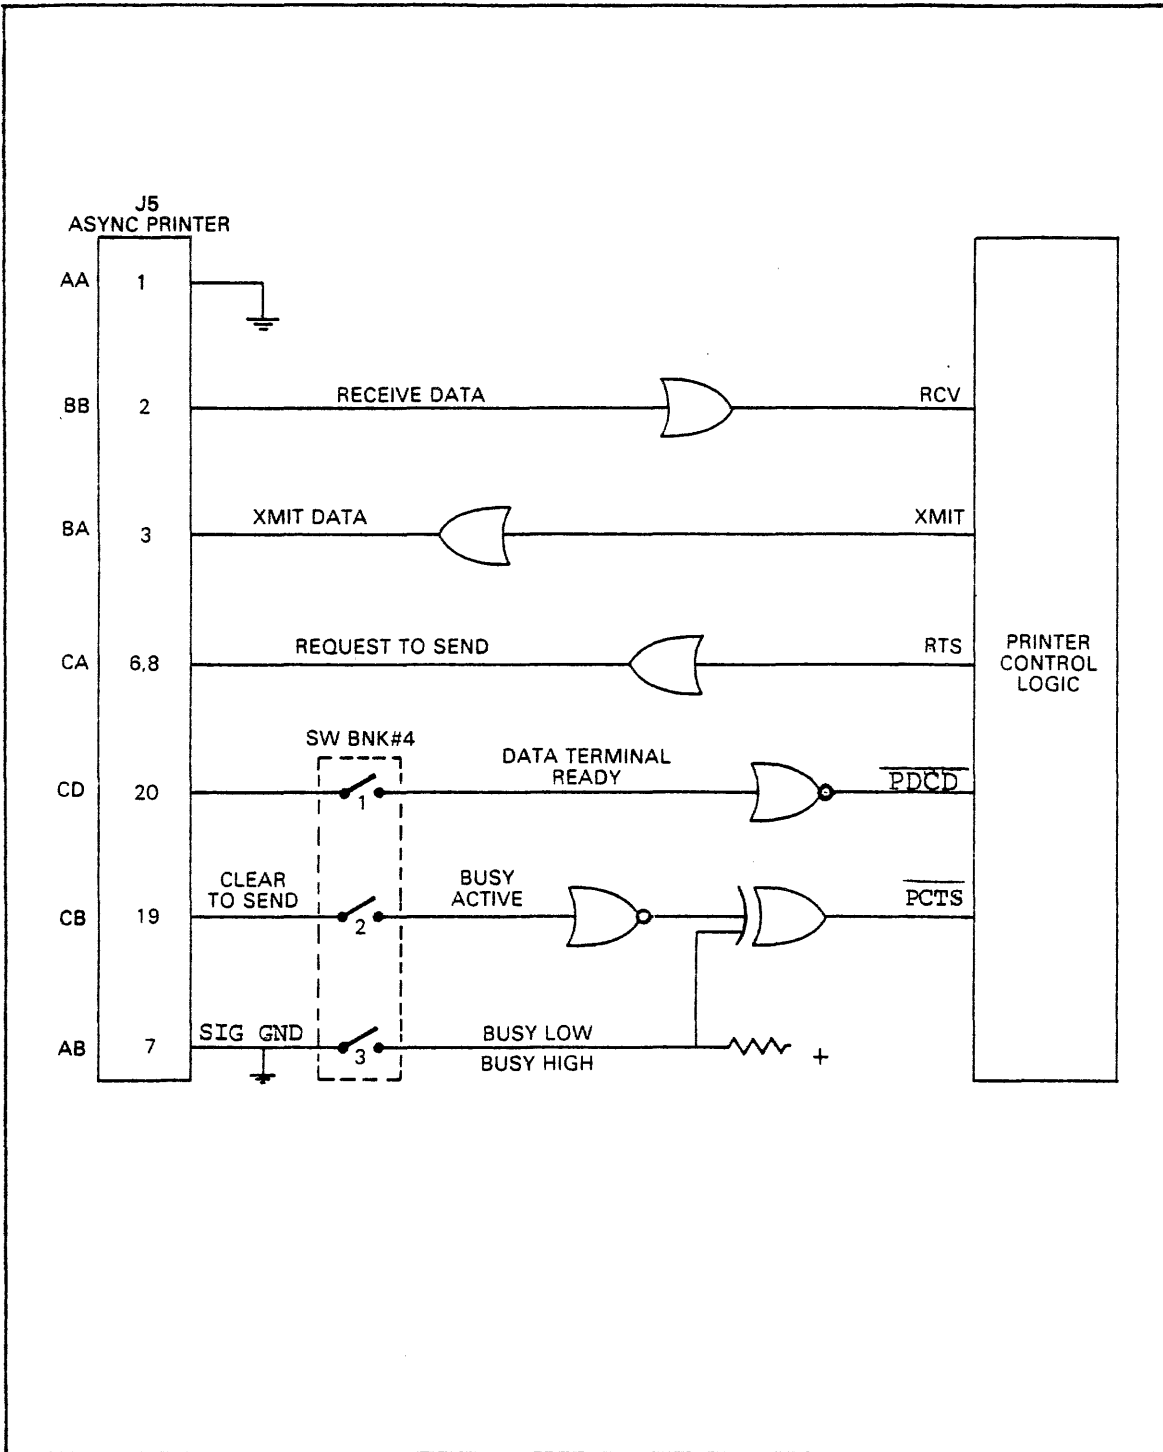 J5
ASYNC PRINTER
AA 1
BB 2 RECEIVE DATA RCV
BA 3 XMIT DATA XMIT
CA 6,8 REQUEST TO SEND RTS
PRINTER
CONTROL
LOGIC
SW BNK#4
CD 20 1 DATA TERMINAL
READY
PDCD
CB 19 CLEAR
TO SEND
2
BUSY
ACTIVE
PCTS
AB 7 SIG GND 3 BUSY LOW
BUSY HIGH
+